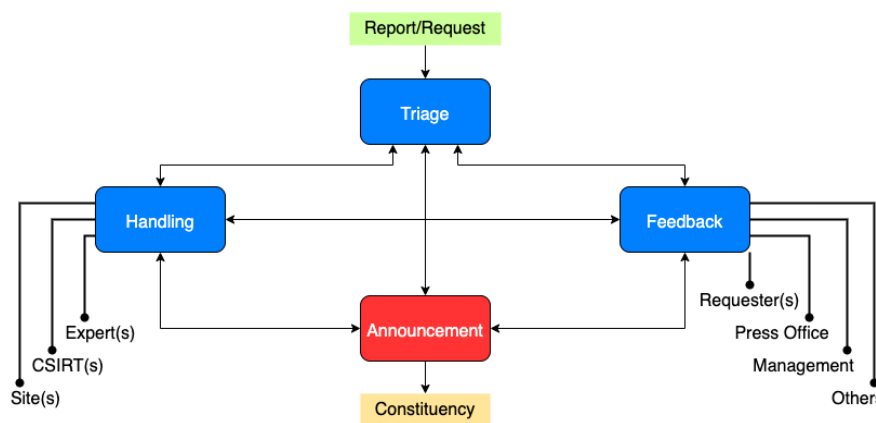 Report/Request
Triage
Handling
Feedback
Requester(s)
Expert(s)
Announcement
Press Office
CSIRT(s)
Management
Site(s)
Others
Constituency